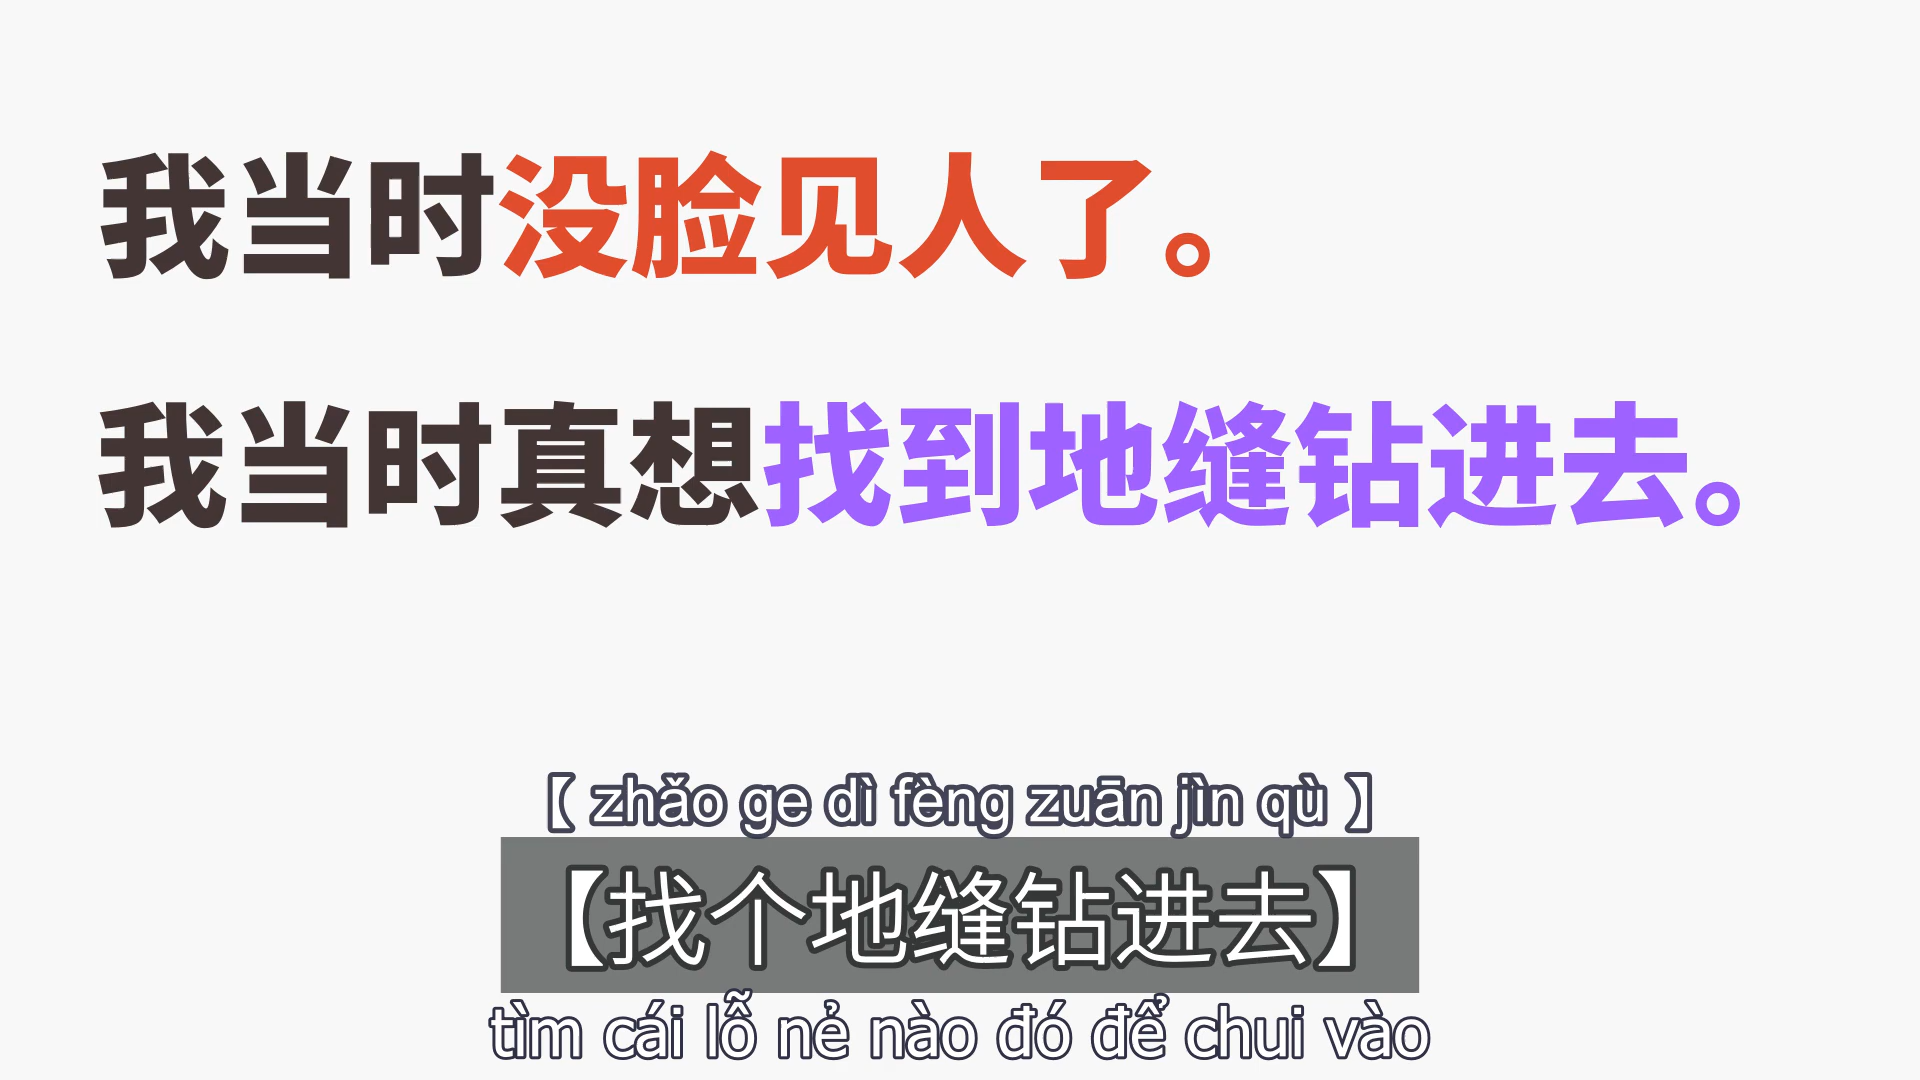 我当时没脸见人了。
我当时真想找到地缝钻进去。
【 zhǎo ge dì fèng zuān jìn qù 】
【找个地缝钻进去】
tìm cái lỗ nẻ nào đó để chui vào